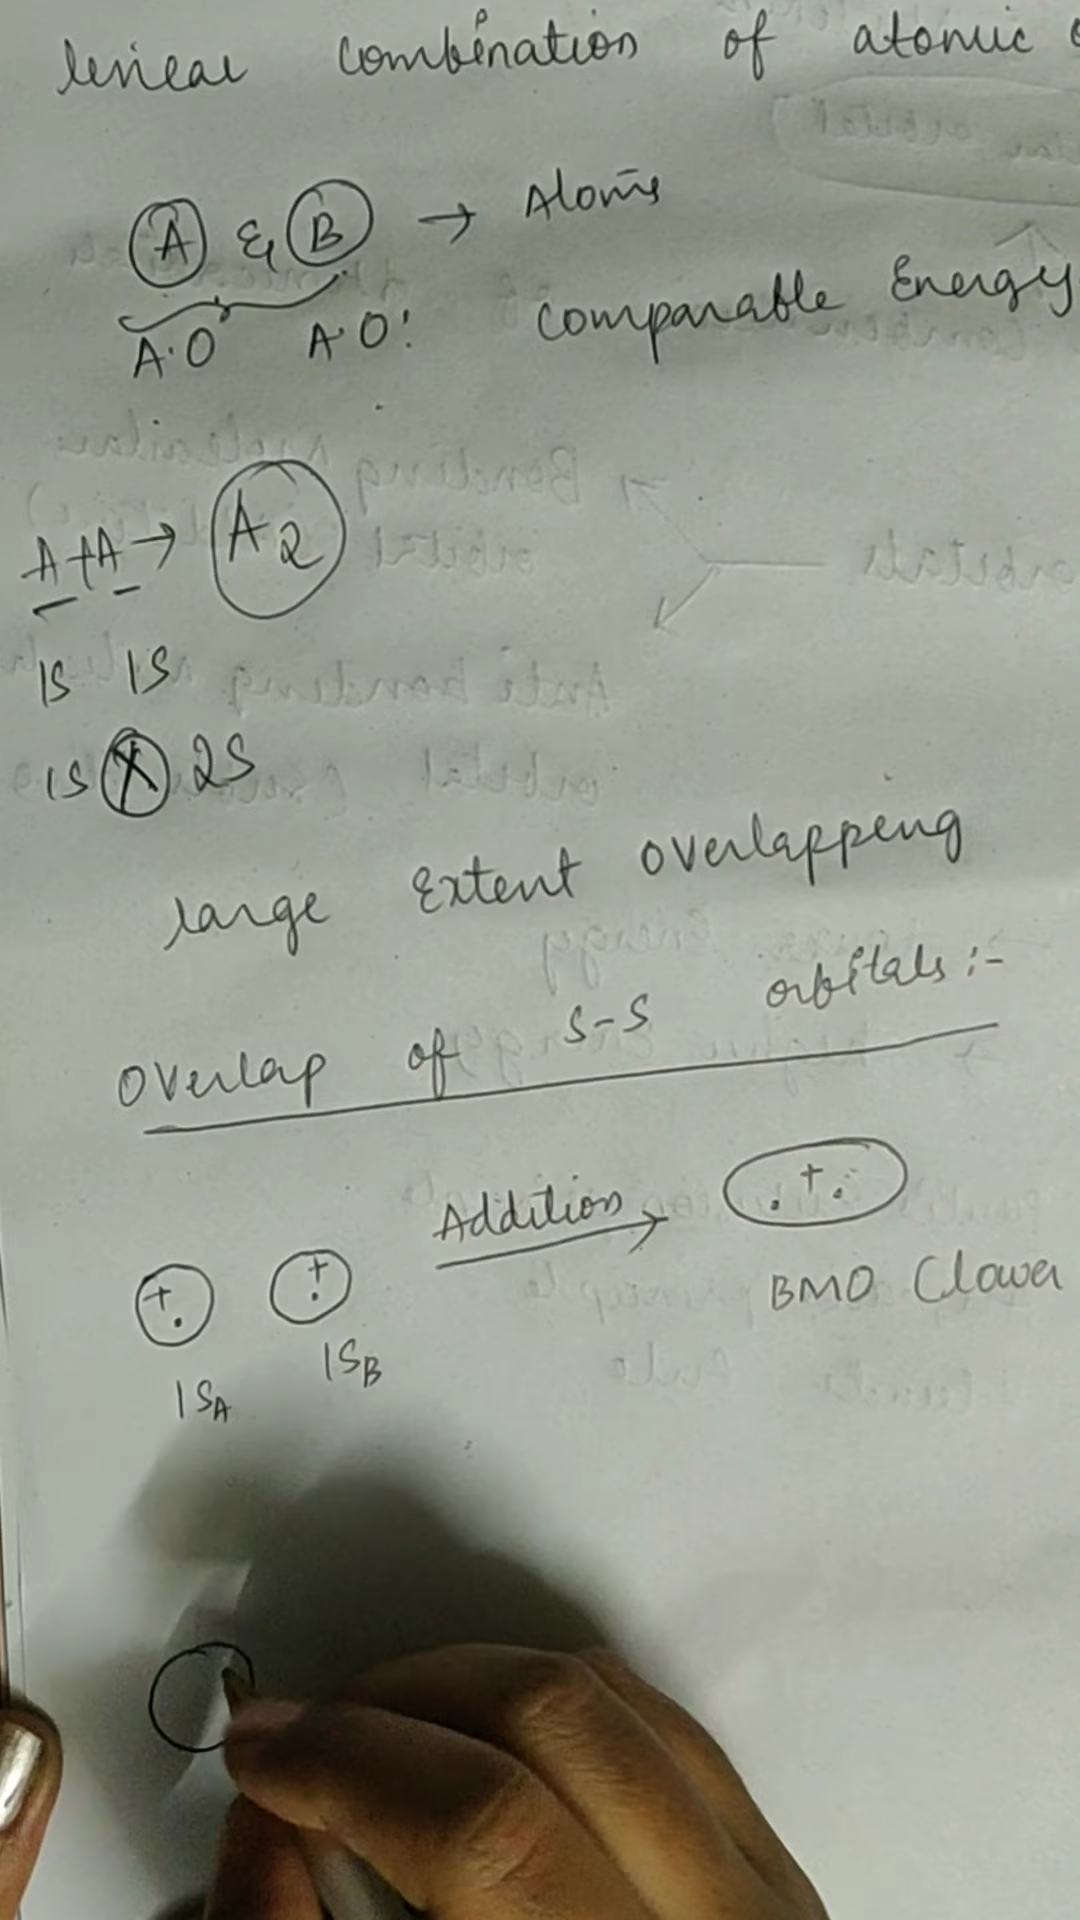 linear combination of atomic
A & B → Atoms
A.O A.O! comparable Energy
A+A → A2
1S 1S
1S X 2S
large Extent overlapping
Overlap of S-S orbitals :-
+ + Addition +
1SA 1SB BMO (lower